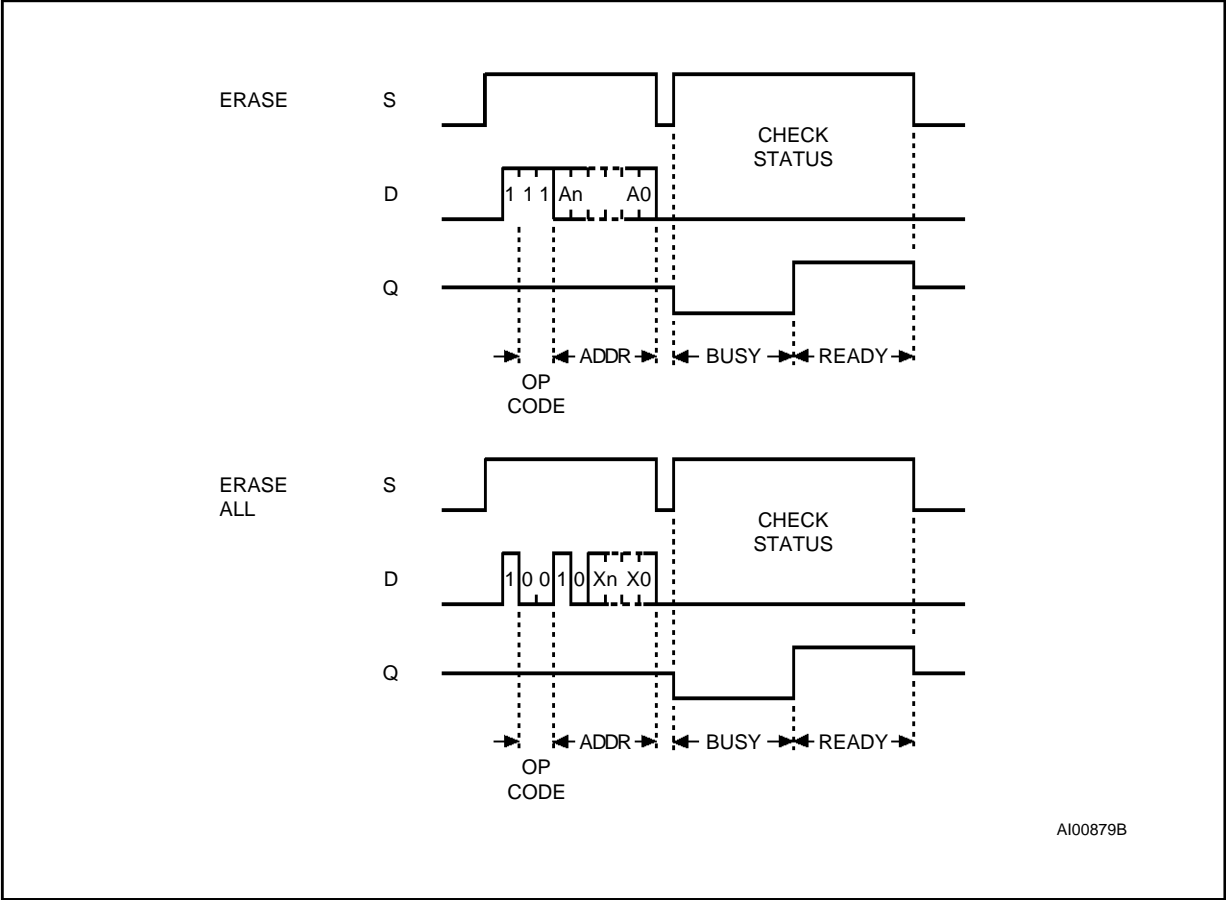 ERASE S
CHECK
STATUS
D 1 1 1 An A0
Q
ADDR BUSY READY
OP
CODE
ERASE
ALL
S
CHECK
STATUS
D 1 0 0 1 0 Xn X0
Q
ADDR BUSY READY
OP
CODE
AI00879B